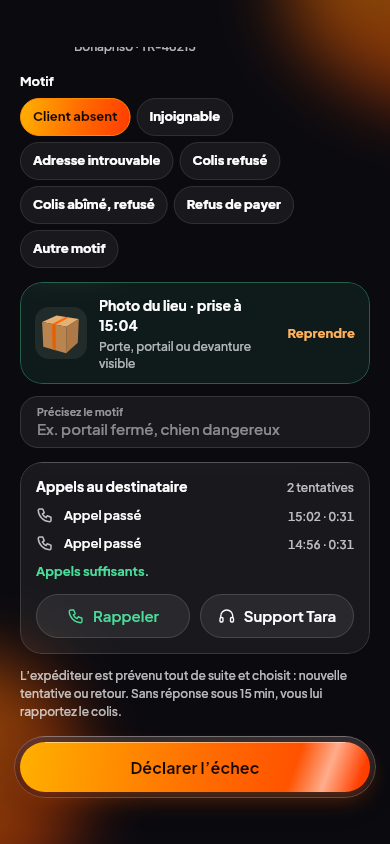 Motif
Client absent
Injoignable
Adresse introuvable
Colis refusé
Colis abîmé, refusé
Refus de payer
Autre motif
Photo du lieu · prise à
15:04
Porte, portail ou devanture
visible
Reprendre
Précisez le motif
Ex. portail fermé, chien dangereux
Appels au destinataire
2 tentatives
Appel passé
15:02 · 0:31
Appel passé
14:56 · 0:31
Appels suffisants.
Rappeler
Support Tara
L’expéditeur est prévenu tout de suite et choisit : nouvelle
tentative ou retour. Sans réponse sous 15 min, vous lui
rapportez le colis.
Déclarer l’échec